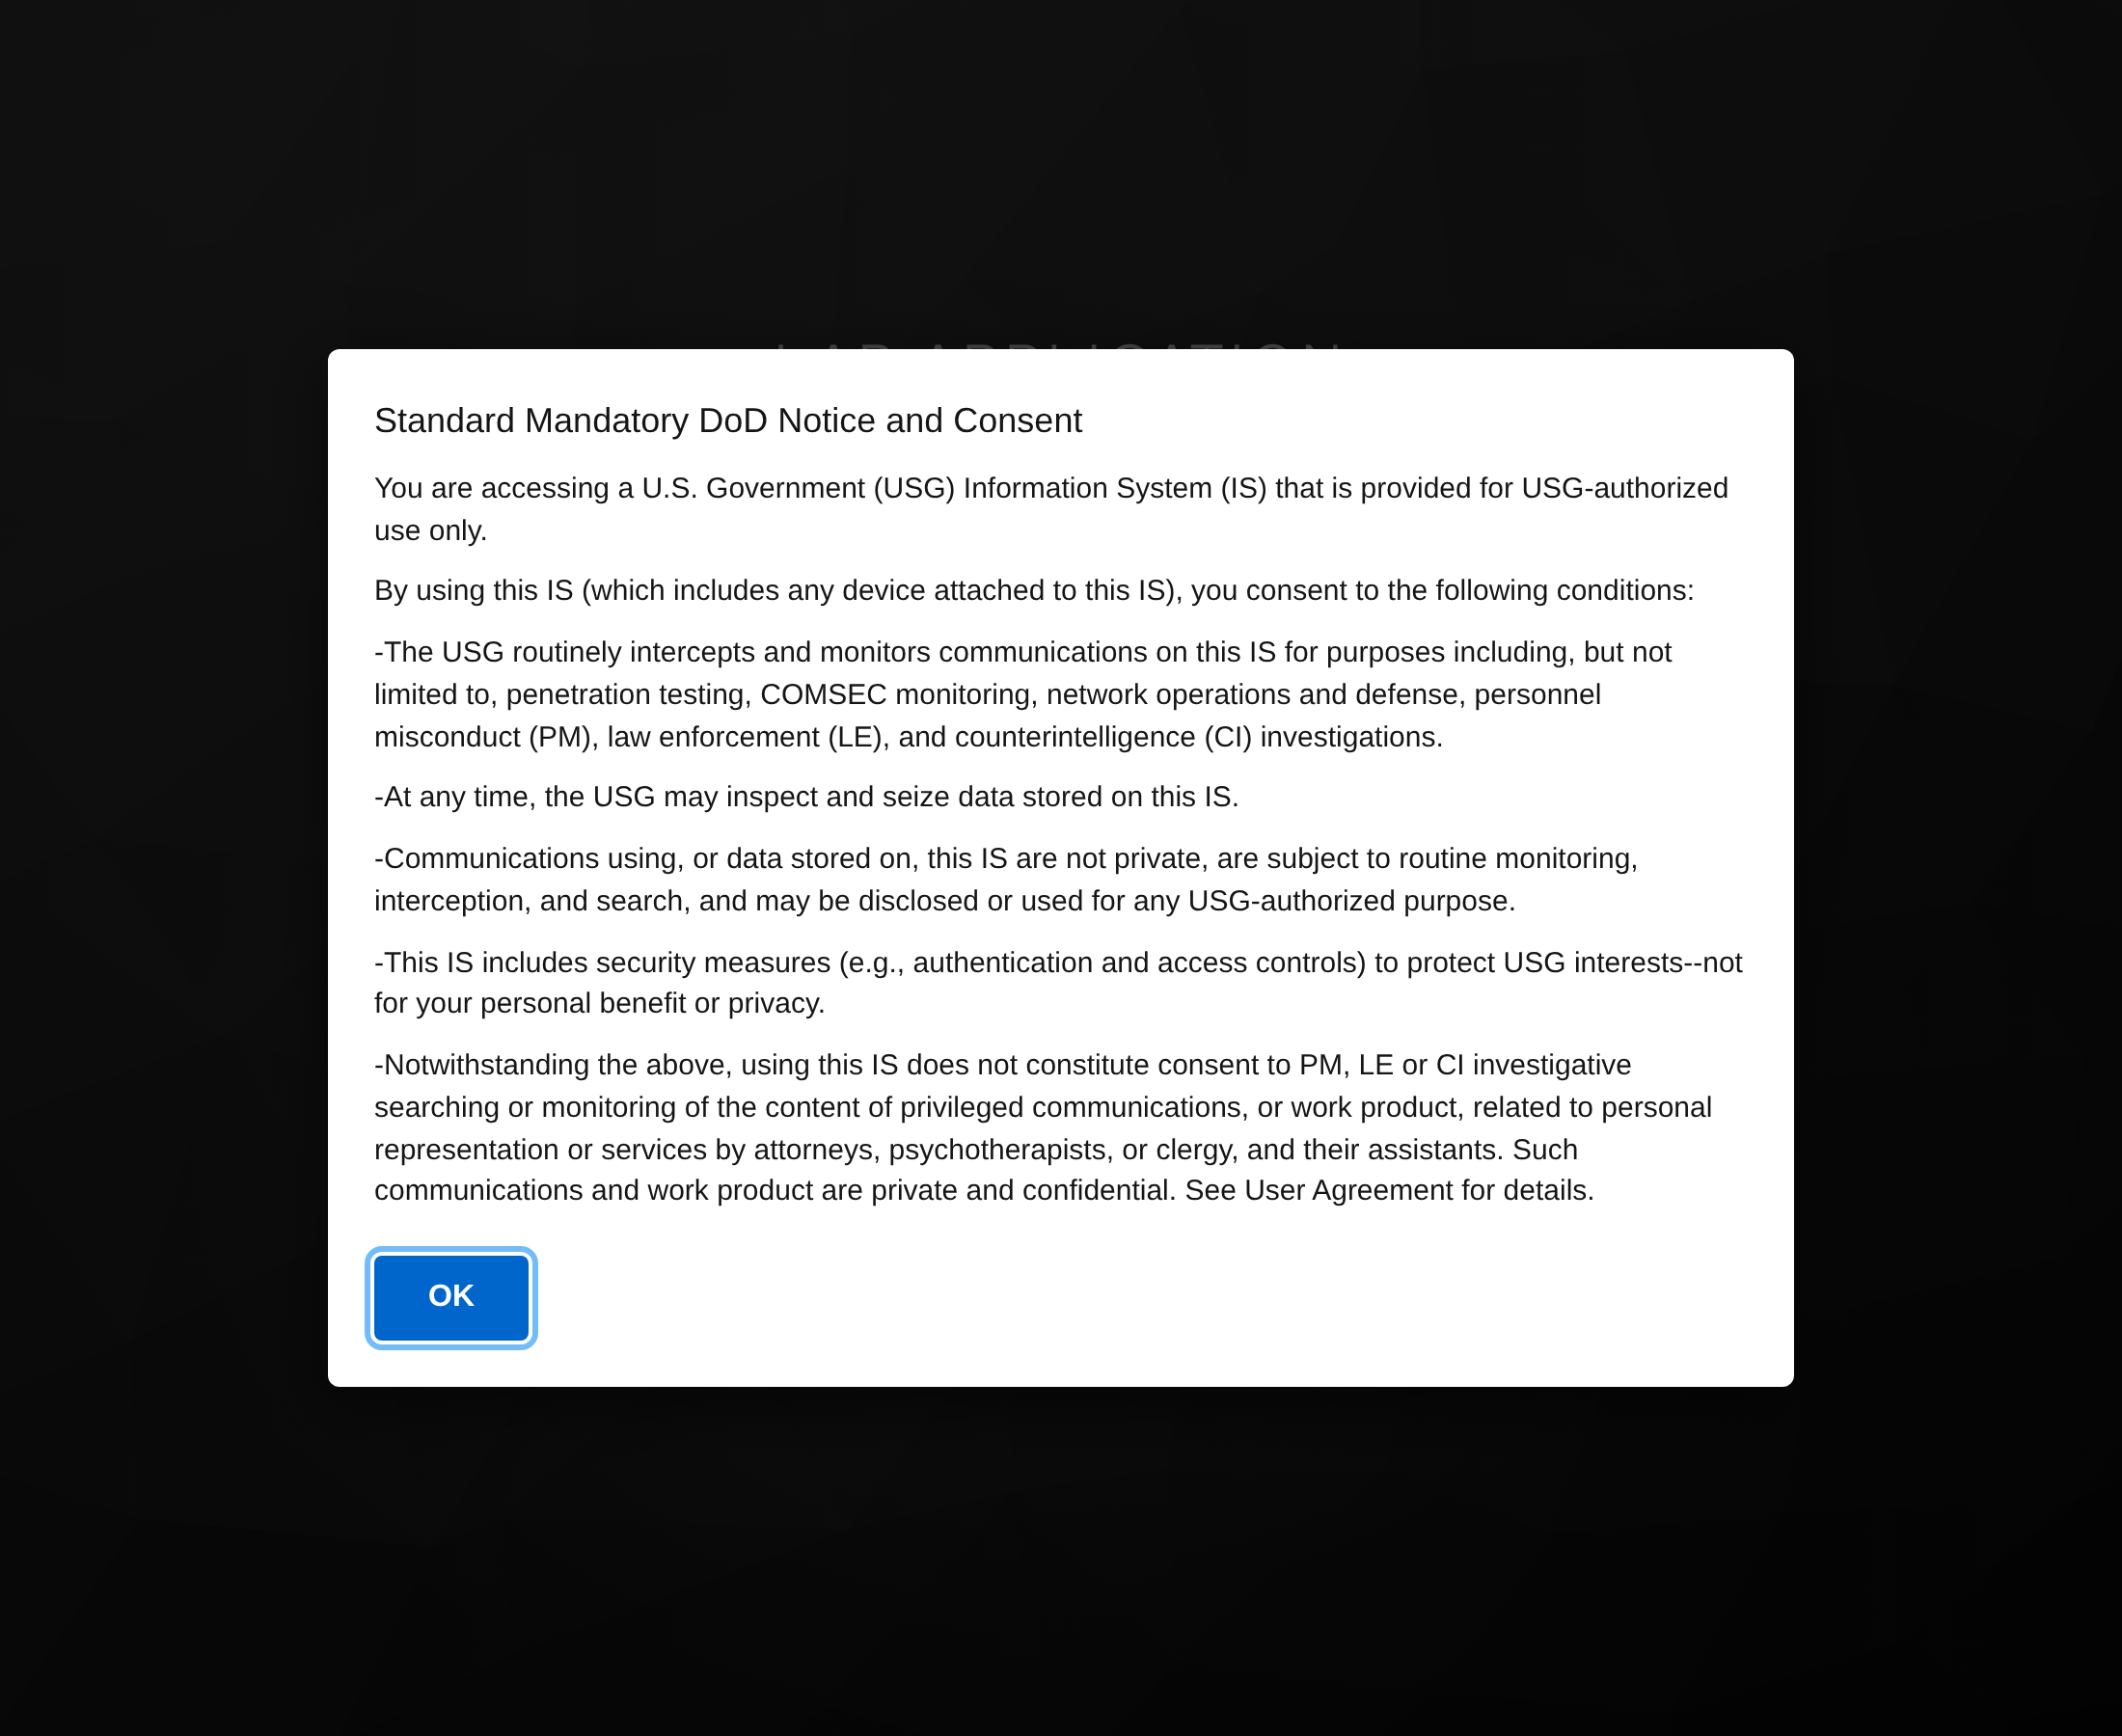 LAB APPLICATION
Standard Mandatory DoD Notice and Consent
You are accessing a U.S. Government (USG) Information System (IS) that is provided for USG-authorized
use only.
By using this IS (which includes any device attached to this IS), you consent to the following conditions:
-The USG routinely intercepts and monitors communications on this IS for purposes including, but not
limited to, penetration testing, COMSEC monitoring, network operations and defense, personnel
misconduct (PM), law enforcement (LE), and counterintelligence (CI) investigations.
-At any time, the USG may inspect and seize data stored on this IS.
-Communications using, or data stored on, this IS are not private, are subject to routine monitoring,
interception, and search, and may be disclosed or used for any USG-authorized purpose.
-This IS includes security measures (e.g., authentication and access controls) to protect USG interests--not
for your personal benefit or privacy.
-Notwithstanding the above, using this IS does not constitute consent to PM, LE or CI investigative
searching or monitoring of the content of privileged communications, or work product, related to personal
representation or services by attorneys, psychotherapists, or clergy, and their assistants. Such
communications and work product are private and confidential. See User Agreement for details.
OK